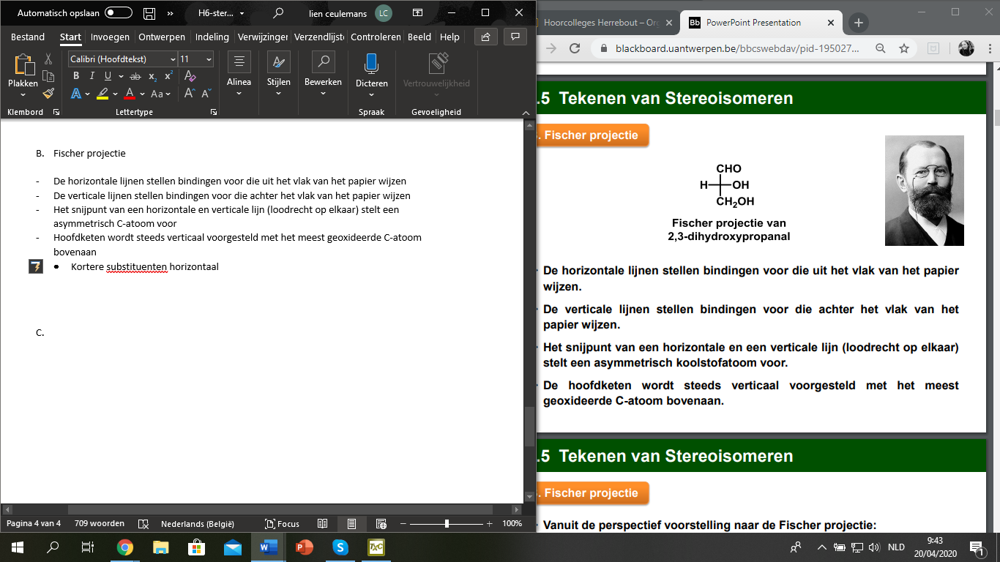 Automatisch opslaan
H6-ster...
lien ceulemans
LC
Bestand Start Invoegen Ontwerpen Indeling Verwijzingen Verzendlijst Controleren Beeld Help
Plakken
Klembord
Calibri (Hoofdtekst) 11
B I U ab x₂ x²
A A Aa A A
Lettertype
Alinea
Stijlen
Bewerken
Dicteren
Spraak
Vertrouwelijkheid
Gevoeligheid
B. Fischer projectie
- De horizontale lijnen stellen bindingen voor die uit het vlak van het papier wijzen
- De verticale lijnen stellen bindingen voor die achter het vlak van het papier wijzen
- Het snijpunt van een horizontale en verticale lijn (loodrecht op elkaar) stelt een
asymmetrisch C-atoom voor
- Hoofdketen wordt steeds verticaal voorgesteld met het meest geoxideerde C-atoom
bovenaan
• Kortere substituenten horizontaal
C.
Pagina 4 van 4 709 woorden Nederlands (België) Focus 100%
Hoorcolleges Herrebout – Org
Bb PowerPoint Presentation
blackboard.uantwerpen.be/bbcswebdav/pid-195027...
.5 Tekenen van Stereoisomeren
. Fischer projectie
CHO
H OH
CH₂OH
Fischer projectie van
2,3-dihydroxypropanal
De horizontale lijnen stellen bindingen voor die uit het vlak van het papier
wijzen.
De verticale lijnen stellen bindingen voor die achter het vlak van het
papier wijzen.
Het snijpunt van een horizontale en een verticale lijn (loodrecht op elkaar)
stelt een asymmetrisch koolstofatoom voor.
De hoofdketen wordt steeds verticaal voorgesteld met het meest
geoxideerde C-atoom bovenaan.
.5 Tekenen van Stereoisomeren
. Fischer projectie
Vanuit de perspectief voorstelling naar de Fischer projectie:
W P S TxC
NLD
9:43
20/04/2020
1